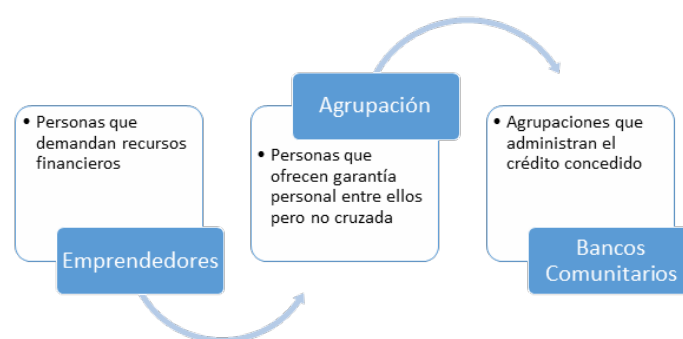 • Personas que
demandan recursos
financieros
Emprendedores
Agrupación
• Personas que
ofrecen garantía
personal entre ellos
pero no cruzada
• Agrupaciones que
administran el
crédito concedido
Bancos
Comunitarios